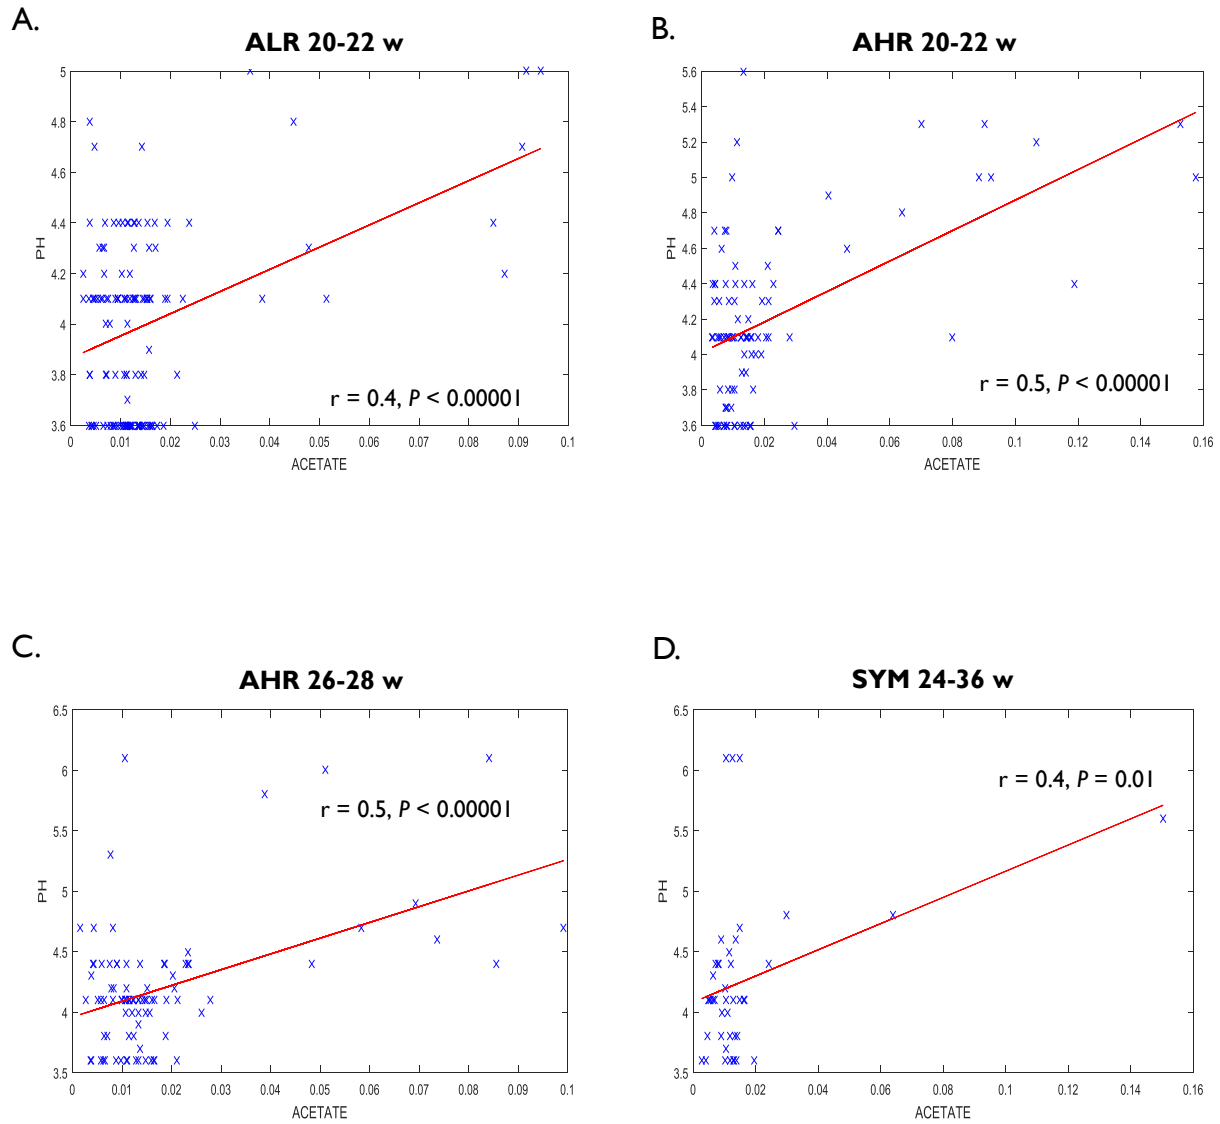 A.
ALR 20-22 w
5
4.8
4.6
4.4
4.2
4
3.8
3.6
PH
r = 0.4, P < 0.00001
0 0.01 0.02 0.03 0.04 0.05 0.06 0.07 0.08 0.09 0.1
ACETATE
B.
AHR 20-22 w
5.6
5.4
5.2
5
4.8
4.6
4.4
4.2
4
3.8
3.6
PH
r = 0.5, P < 0.00001
0 0.02 0.04 0.06 0.08 0.1 0.12 0.14 0.16
ACETATE
C.
AHR 26-28 w
6.5
6
5.5
5
4.5
4
3.5
PH
r = 0.5, P < 0.00001
0 0.01 0.02 0.03 0.04 0.05 0.06 0.07 0.08 0.09 0.1
ACETATE
D.
SYM 24-36 w
6.5
6
5.5
5
4.5
4
3.5
PH
r = 0.4, P = 0.01
0 0.02 0.04 0.06 0.08 0.1 0.12 0.14 0.16
ACETATE